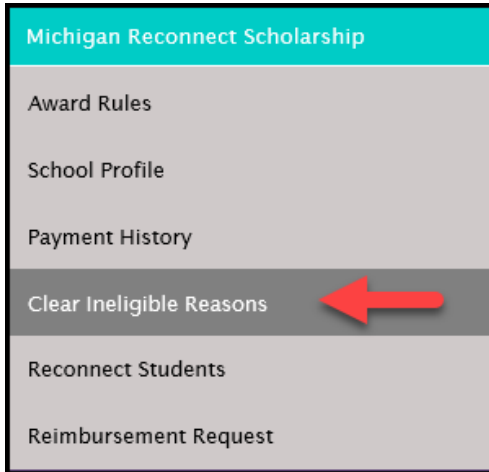 Michigan Reconnect Scholarship
Award Rules
School Profile
Payment History
Clear Ineligible Reasons
Reconnect Students
Reimbursement Request